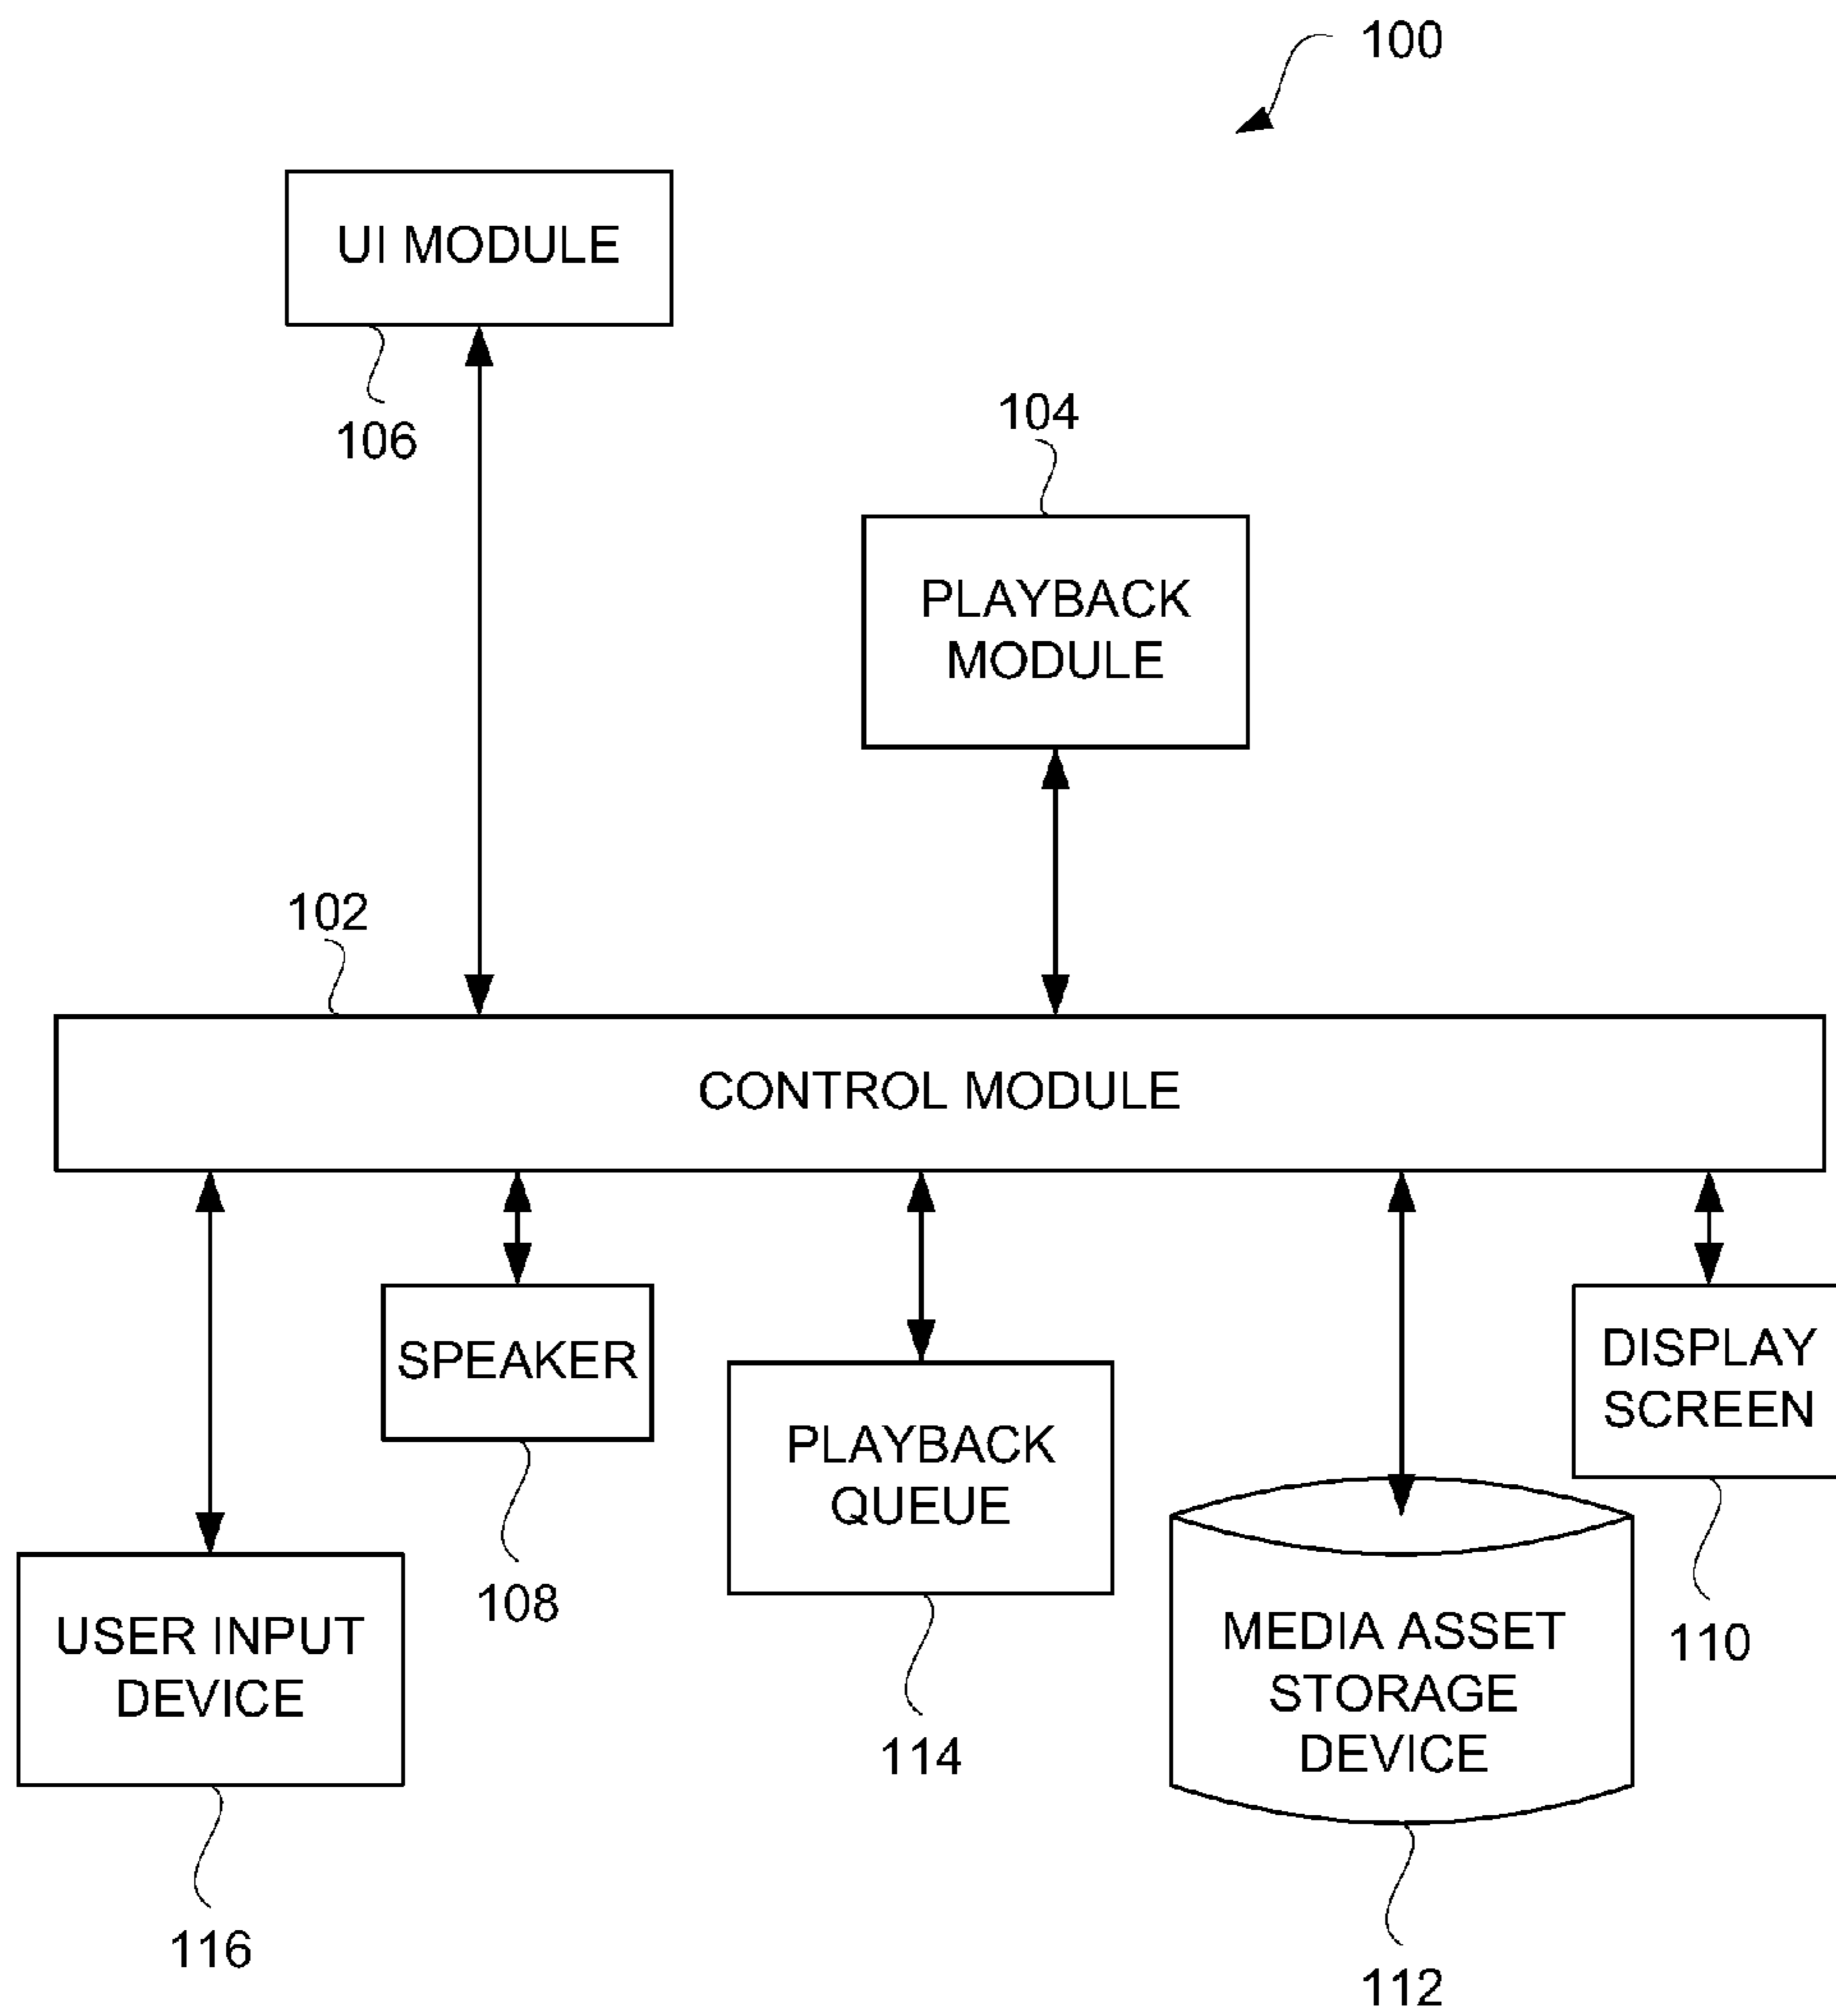 100
UI MODULE
106
104
PLAYBACK
MODULE
102
CONTROL MODULE
SPEAKER
108
DISPLAY
SCREEN
110
PLAYBACK
QUEUE
114
USER INPUT
DEVICE
116
MEDIA ASSET
STORAGE
DEVICE
112